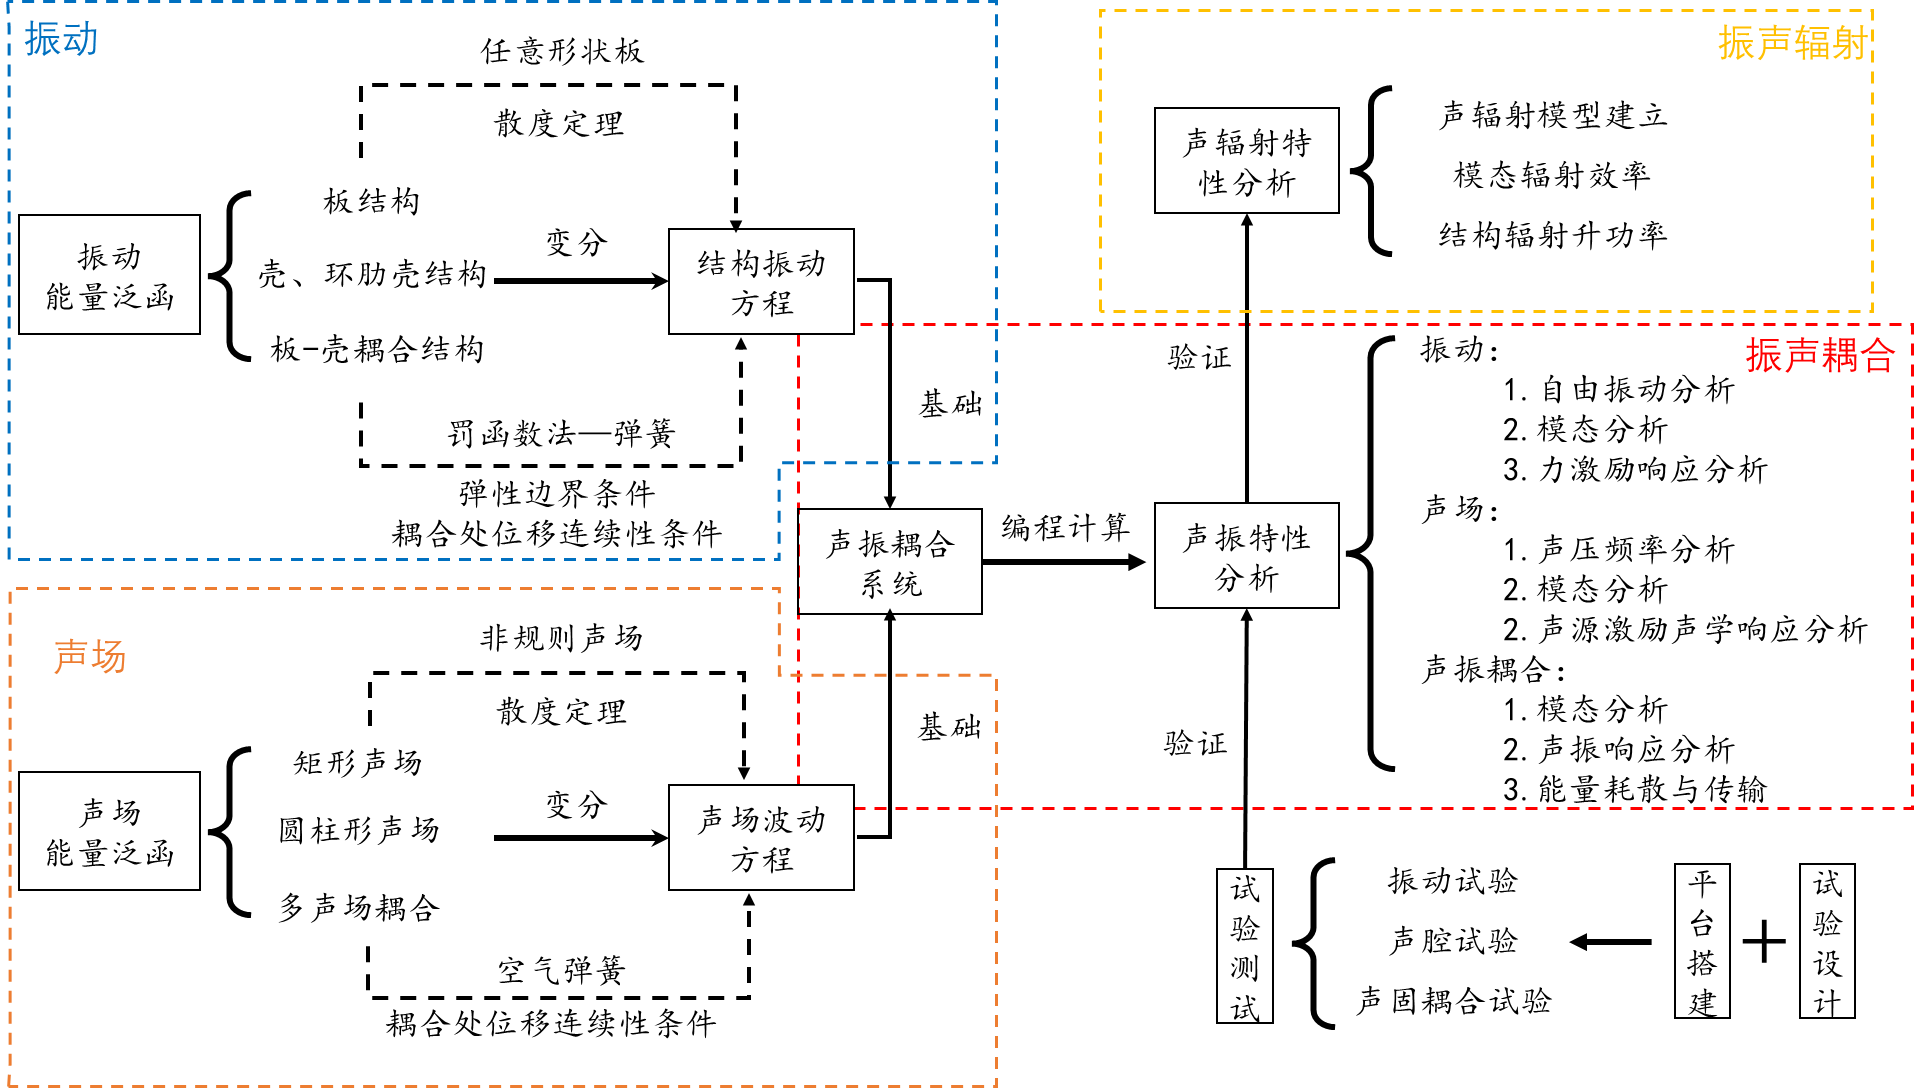 振动
任意形状板
散度定理
振动
能量泛函
板结构
壳、环肋壳结构
板-壳耦合结构
变分
结构振动
方程
罚函数法—弹簧
弹性边界条件
耦合处位移连续性条件
基础
声场
非规则声场
散度定理
声场
能量泛函
矩形声场
圆柱形声场
多声场耦合
变分
声场波动
方程
空气弹簧
耦合处位移连续性条件
基础
声振耦合
系统
编程计算
振声辐射
声辐射特
性分析
声辐射模型建立
模态辐射效率
结构辐射升功率
验证
振声耦合
声振特性
分析
振动：
1.自由振动分析
2.模态分析
3.力激励响应分析
声场：
1.声压频率分析
2.模态分析
2.声源激励声学响应分析
声振耦合：
1.模态分析
2.声振响应分析
3.能量耗散与传输
验证
试
验
测
试
振动试验
声腔试验
声固耦合试验
平
台
搭
建
+
试
验
设
计